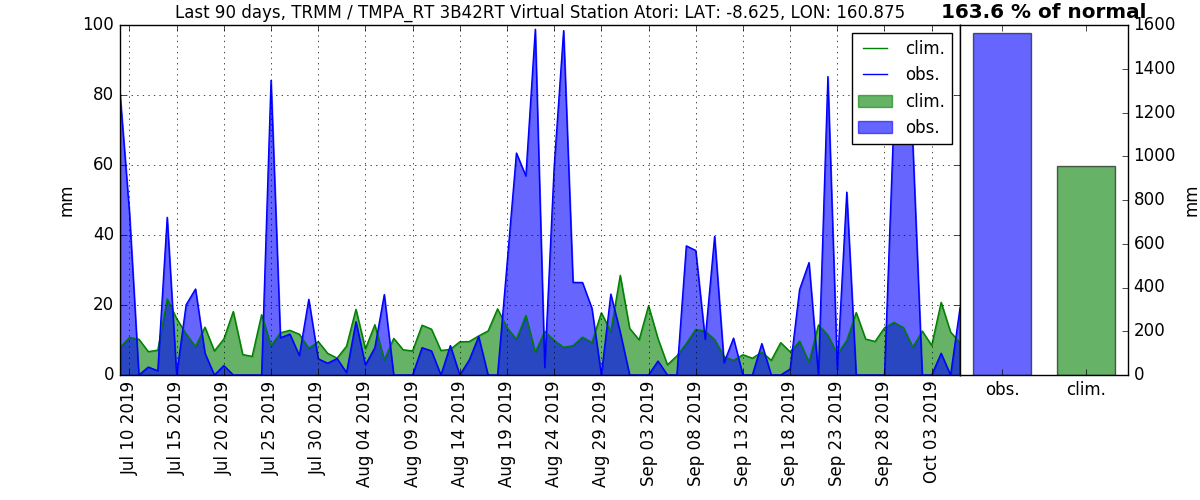 Last 90 days, TRMM / TMPA_RT 3B42RT Virtual Station Atori: LAT: -8.625, LON: 160.875
163.6 % of normal
100
80
60
40
20
0
mm
clim.
obs.
clim.
obs.
1600
1400
1200
1000
800
600
400
200
0
mm
Jul 10 2019
Jul 15 2019
Jul 20 2019
Jul 25 2019
Jul 30 2019
Aug 04 2019
Aug 09 2019
Aug 14 2019
Aug 19 2019
Aug 24 2019
Aug 29 2019
Sep 03 2019
Sep 08 2019
Sep 13 2019
Sep 18 2019
Sep 23 2019
Sep 28 2019
Oct 03 2019
obs.
clim.